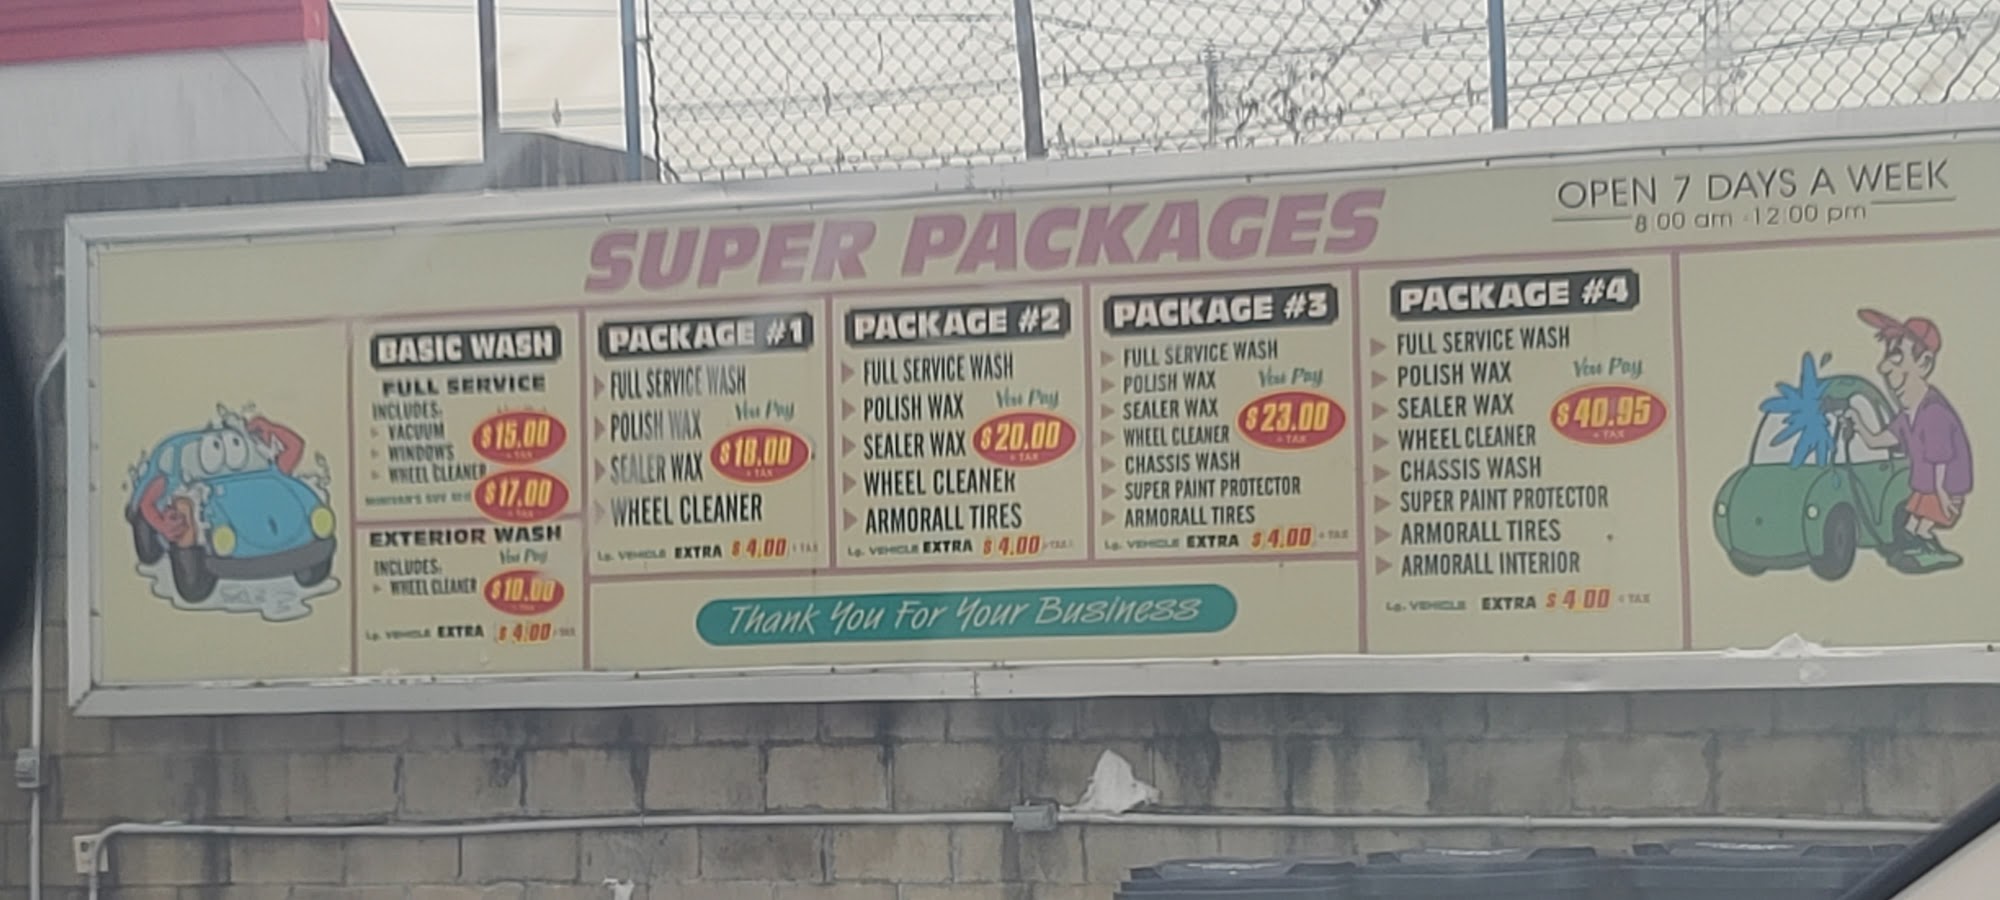 SUPER PACKAGES
OPEN 7 DAYS A WEEK
8:00 am - 12:00 pm
BASIC WASH
FULL SERVICE
INCLUDES:
VACUUM
WINDOWS
WHEEL CLEANER
$15.00
+ TAX
$17.00
+ TAX
EXTERIOR WASH
You Pay
INCLUDES:
WHEEL CLEANER
$10.00
+ TAX
Lg. VEHICLE EXTRA $4.00 + TAX
PACKAGE #1
FULL SERVICE WASH
You Pay
POLISH WAX
SEALER WAX
$18.00
+ TAX
WHEEL CLEANER
Lg. VEHICLE EXTRA $4.00 + TAX
PACKAGE #2
FULL SERVICE WASH
You Pay
POLISH WAX
SEALER WAX
$20.00
+ TAX
WHEEL CLEANER
ARMORALL TIRES
Lg. VEHICLE EXTRA $4.00 + TAX
PACKAGE #3
FULL SERVICE WASH
POLISH WAX
You Pay
SEALER WAX
$23.00
+ TAX
WHEEL CLEANER
CHASSIS WASH
SUPER PAINT PROTECTOR
ARMORALL TIRES
Lg. VEHICLE EXTRA $4.00 + TAX
PACKAGE #4
FULL SERVICE WASH
POLISH WAX
You Pay
SEALER WAX
$40.95
+ TAX
WHEEL CLEANER
CHASSIS WASH
SUPER PAINT PROTECTOR
ARMORALL TIRES
ARMORALL INTERIOR
Lg. VEHICLE EXTRA $4.00 + TAX
Thank You For Your Business